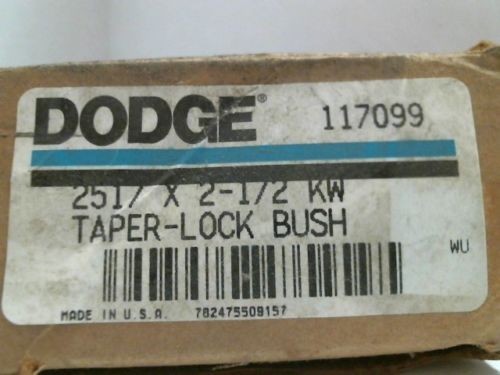 DODGE® 117099
2517 X 2-1/2 KW
TAPER-LOCK BUSH
WU
MADE IN U.S.A. 782475509157